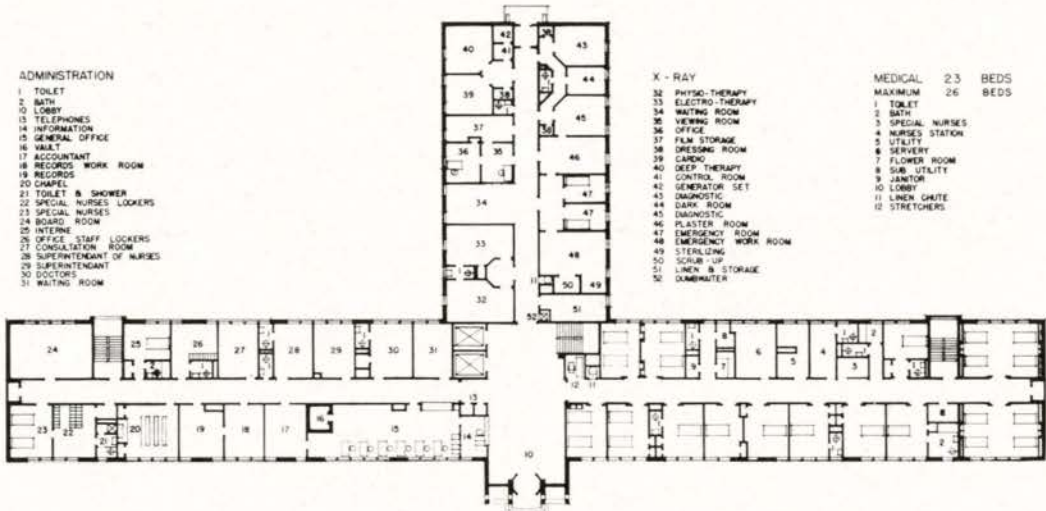 ADMINISTRATION
1 TOILET
2 BATH
10 LOBBY
13 TELEPHONES
14 INFORMATION
15 GENERAL OFFICE
16 VAULT
17 ACCOUNTANT
18 RECORDS WORK ROOM
19 RECORDS
20 CHAPEL
21 TOILET & SHOWER
22 SPECIAL NURSES LOCKERS
23 SPECIAL NURSES
24 BOARD ROOM
25 INTERNE
26 OFFICE STAFF LOCKERS
27 CONSULTATION ROOM
28 SUPERINTENDANT OF NURSES
29 SUPERINTENDANT
30 DOCTORS
31 WAITING ROOM
X - RAY
32 PHYSIO-THERAPY
33 ELECTRO-THERAPY
34 WAITING ROOM
35 VIEWING ROOM
36 OFFICE
37 FILM STORAGE
38 DRESSING ROOM
39 CARDIO
40 DEEP THERAPY
41 CONTROL ROOM
42 GENERATOR SET
43 DIAGNOSTIC
44 DARK ROOM
45 DIAGNOSTIC
46 PLASTER ROOM
47 EMERGENCY ROOM
48 EMERGENCY WORK ROOM
49 STERILIZING
50 SCRUB-UP
51 LINEN & STORAGE
52 DUMBWAITER
MEDICAL 23 BEDS
MAXIMUM 26 BEDS
1 TOILET
2 BATH
3 SPECIAL NURSES
4 NURSES STATION
5 UTILITY
6 SERVERY
7 FLOWER ROOM
8 SUB UTILITY
9 JANITOR
10 LOBBY
11 LINEN CHUTE
12 STRETCHERS
40 42 41 38 43
44
39 38 45
37 38
36 35 46
47
34 47
33 48
11 50 49
32 52 51
24 25 26 27 28 29 30 31 8 6 5 4 1 2
2 1 12 11 9 7 3 1
13
23 22 21 20 19 18 17 16 15 14 8 2
10